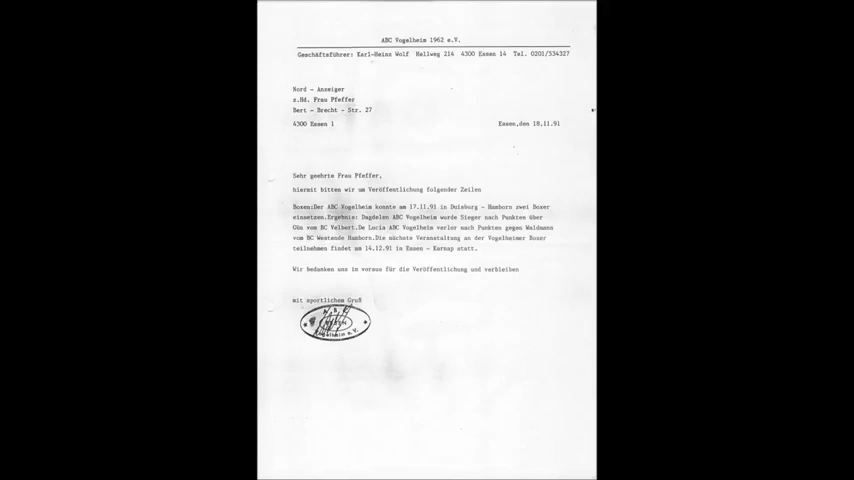 ABC Vogelheim 1962 e.V.
Geschäftsführer: Karl-Heinz Wolf Hellweg 214 4300 Essen 14 Tel. 0201/534327
Nord - Anzeiger
z.Hd. Frau Pfeffer
Bert - Brecht - Str. 27
4300 Essen 1
Essen,den 18.11.91
Sehr geehrte Frau Pfeffer,
hiermit bitten wir um Veröffentlichung folgender Zeilen
Boxen:Der ABC Vogelheim konnte am 17.11.91 in Duisburg - Hamborn zwei Boxer
einsetzen.Ergebnis: Dagdelen ABC Vogelheim wurde Sieger nach Punkten über
vom BC Velbert.De Lucia ABC Vogelheim verlor nach Punkten gegen Waldmann
vom BC Westende Hamborn.Die nächste Veranstaltung an der Vogelheimer Boxer
teilnehmen findet am 14.12.91 in Essen - Karnap statt.
Wir bedanken uns in voraus für die Veröffentlichung und verbleiben
mit sportlichem Gruß
A. B. C.
ESSEN
Vogelheim e.V.